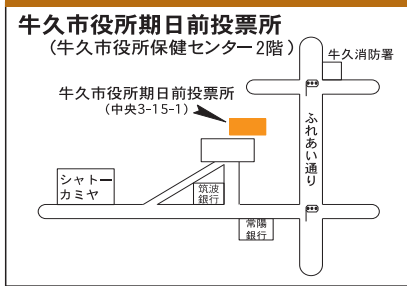 牛久市役所期日前投票所
(牛久市役所保健センター2階)
牛久消防署
牛久市役所期日前投票所
(中央3-15-1)
ふれあい通り
シャトー
カミヤ
筑波
銀行
常陽
銀行